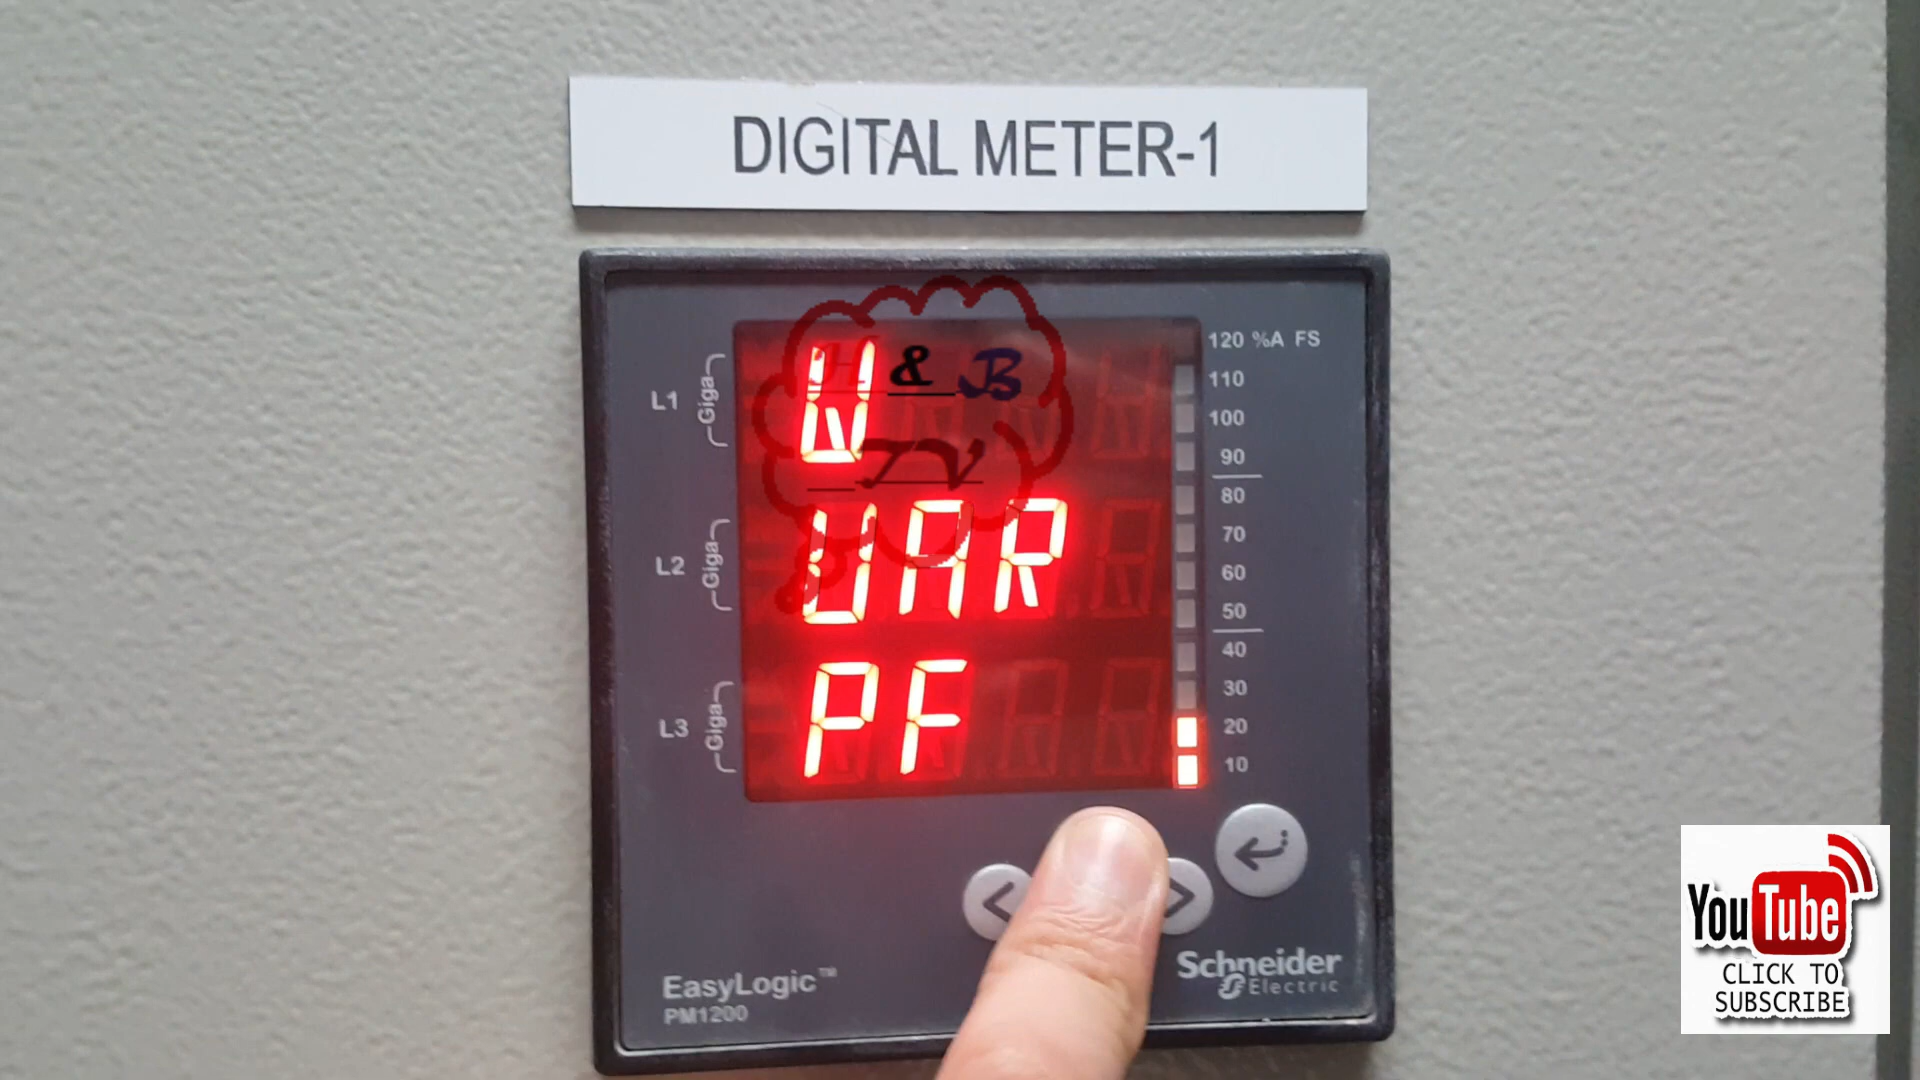 DIGITAL METER-1
H & B
TV
W
VAR
PF
L1
Giga
L2
Giga
L3
Giga
120 %A FS
110
100
90
80
70
60
50
40
30
20
10
EasyLogic™
PM1200
Schneider
Electric
YouTube
CLICK TO
SUBSCRIBE